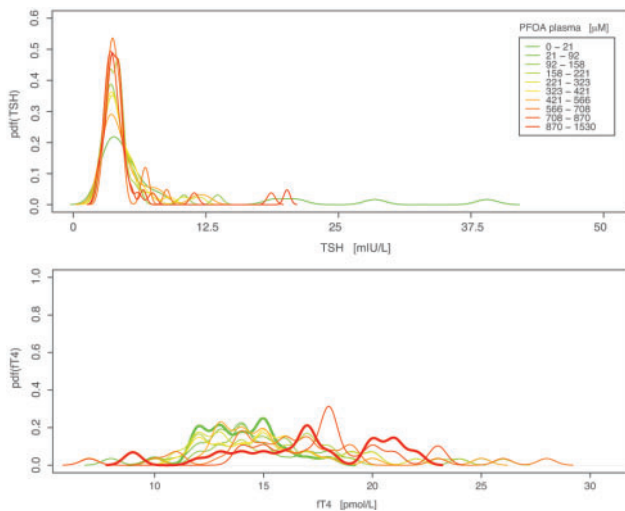 PFOA plasma [µM]
0 – 21
21 – 92
92 – 158
158 – 221
221 – 323
323 – 421
421 – 566
566 – 708
708 – 870
870 – 1530
pdf(TSH)
0.6
0.5
0.4
0.3
0.2
0.1
0.0
0 12.5 25 37.5 50
TSH [mIU/L]
pdf(fT4)
1.0
0.8
0.6
0.4
0.2
0.0
10 15 20 25 30
fT4 [pmol/L]